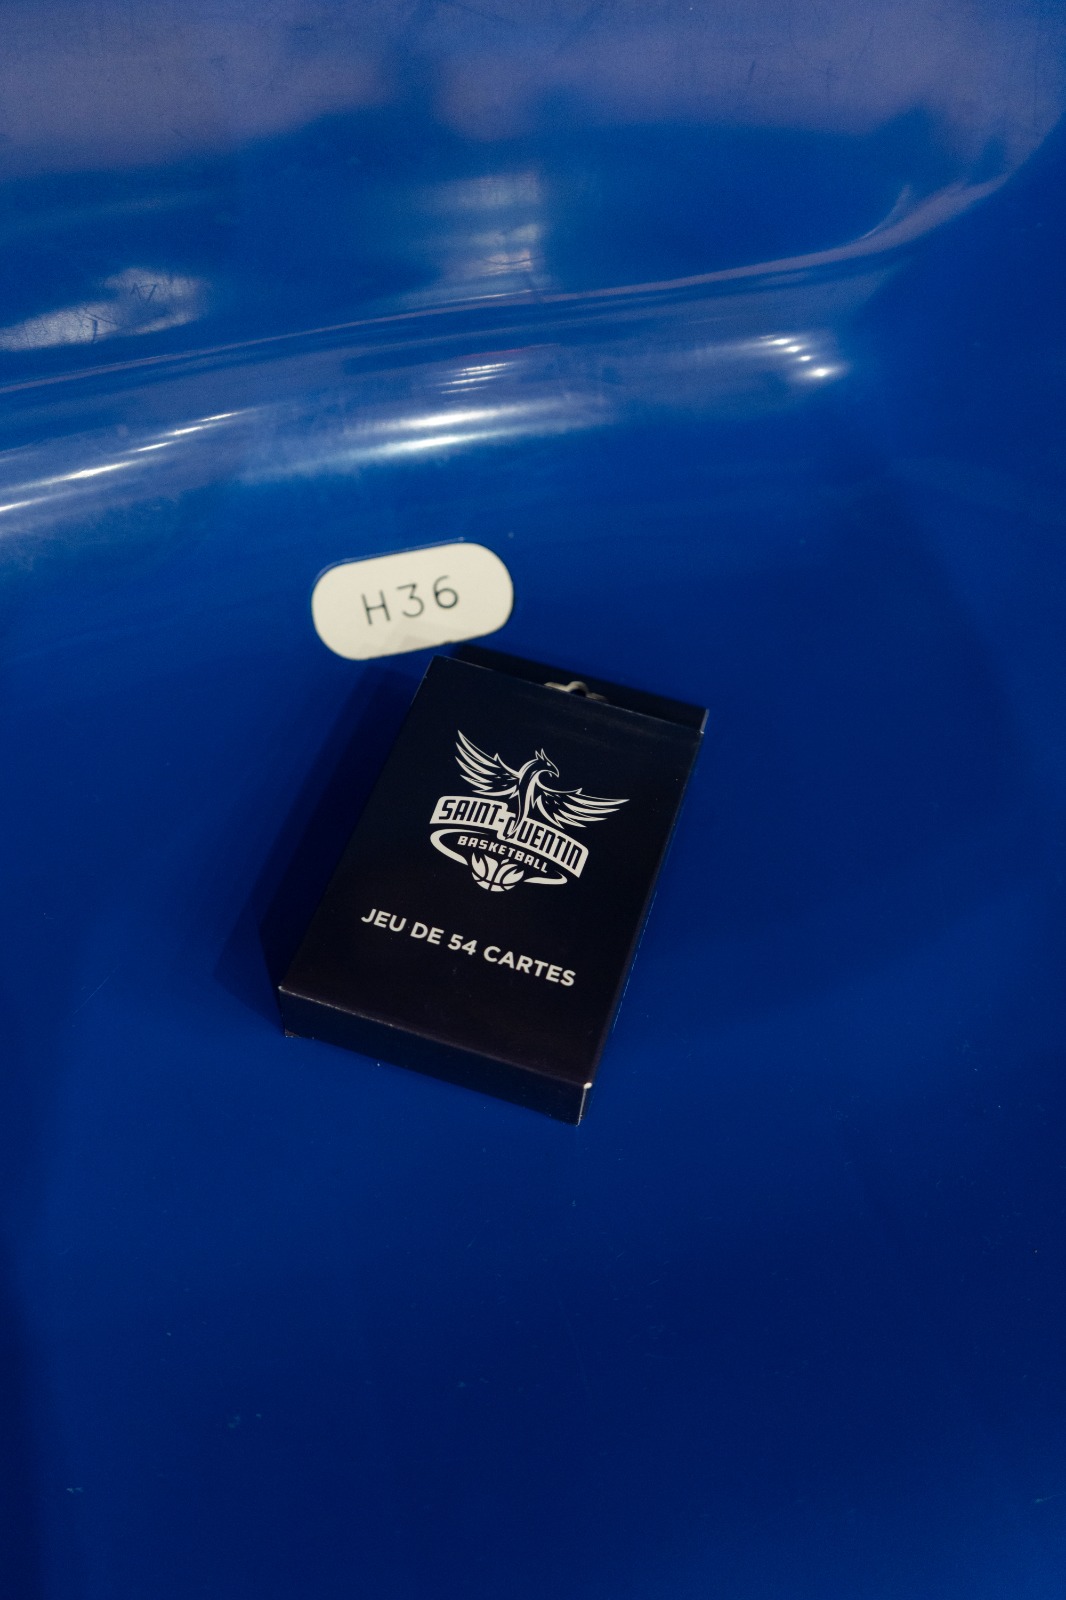 H36
SAINT-QUENTIN
BASKETBALL
JEU DE 54 CARTES